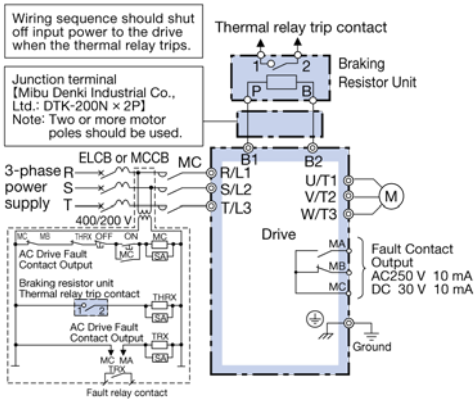 Wiring sequence should shut
off input power to the drive
when the thermal relay trips.
Thermal relay trip contact
1 2
Braking
Resistor Unit
P B
Junction terminal
【Mibu Denki Industrial Co.,
Ltd.: DTK-200N × 2P】
Note: Two or more motor
poles should be used.
B1 B2
ELCB or MCCB
MC
3-phase
power
supply
R
S
T
R/L1
S/L2
T/L3
U/T1
V/T2
W/T3
M
400/200 V
Drive
MC MB THRX OFF ON MC
SA
MC
AC Drive Fault
Contact Output
Braking resistor unit
Thermal relay trip contact
1 2
THRX
SA
AC Drive Fault
Contact Output
TRX
SA
MC MA
TRX
Fault relay contact
MA
MB
MC
Fault Contact
Output
AC250 V 10 mA
DC 30 V 10 mA
Ground